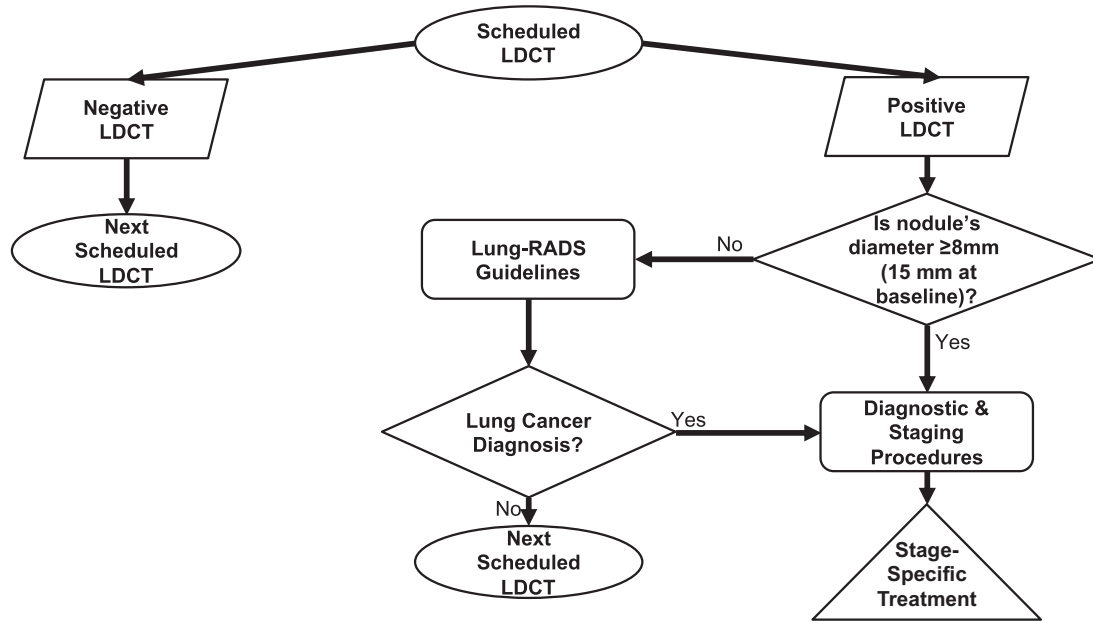 Scheduled
LDCT
Negative
LDCT
Positive
LDCT
Next
Scheduled
LDCT
Is nodule's
diameter ≥8mm
(15 mm at
baseline)?
No
Lung-RADS
Guidelines
Yes
Lung Cancer
Diagnosis?
Yes
Diagnostic &
Staging
Procedures
No
Next
Scheduled
LDCT
Stage-
Specific
Treatment